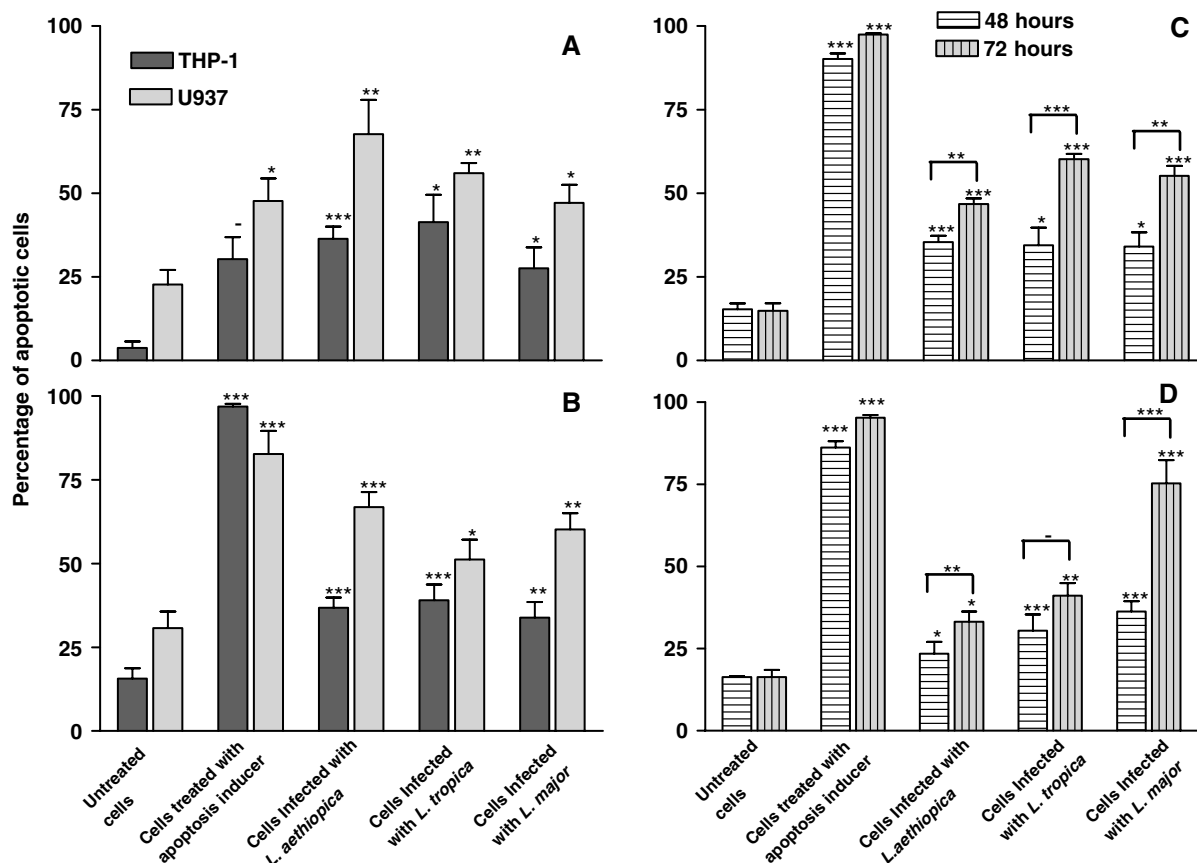 Percentage of apoptotic cells
A
THP-1
U937
100
75
50
25
0
-
*
***
**
*
**
*
*
B
100
75
50
25
0
***
***
***
***
***
*
**
**
Untreated
cells
Cells treated with
apoptosis inducer
Cells Infected with
L. aethiopica
Cells Infected
with L. tropica
Cells Infected
with L. major
C
48 hours
72 hours
100
75
50
25
0
***
***
**
***
***
***
*
***
**
*
***
D
100
75
50
25
0
***
***
**
*
*
-
***
**
***
***
***
Untreated
cells
Cells treated with
apoptosis inducer
Cells Infected with
L.aethiopica
Cells Infected
with L. tropica
Cells Infected
with L. major